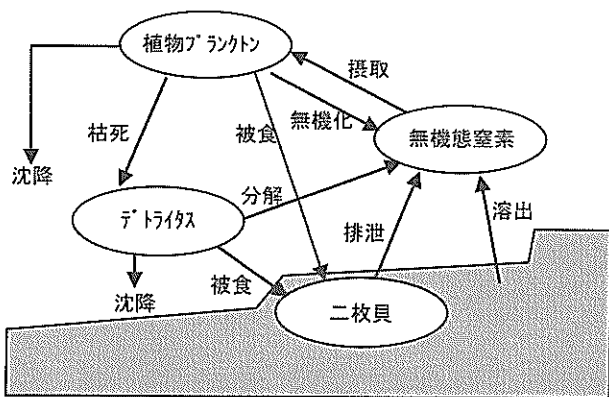 植物プランクトン
摂取
無機化
被食
枯死
無機態窒素
沈降
分解
デトライタス
排泄
溶出
沈降
被食
二枚貝